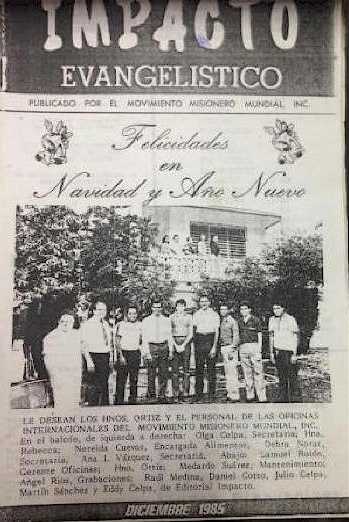 IMPACTO
EVANGELISTICO
PUBLICADO POR EL MOVIMIENTO MISIONERO MUNDIAL, INC.
Felicidades
en
Navidad y Año Nuevo
LE DESEAN LOS HNOS. ORTIZ Y EL PERSONAL DE LAS OFICINAS
INTERNACIONALES DEL MOVIMIENTO MISIONERO MUNDIAL, INC.
En el balcón, de izquierda a derecha: Olga Celpa, Secretaria; Hna.
Rebecca; Nereida Cuevas, Encargada Alimentos; Debra Notaz,
Secretaria; Ana I. Vázquez, Secretaria. Abajo: Samuel Rolón,
Gerente Oficinas; Hno. Ortiz; Medardo Suárez, Mantenimiento;
Angel Rios, Grabaciones; Raúl Medina, Daniel Cotto, Julio Celpa,
Martín Sánchez y Eddy Celpa, de Editorial Impacto.
DICIEMBRE 1985